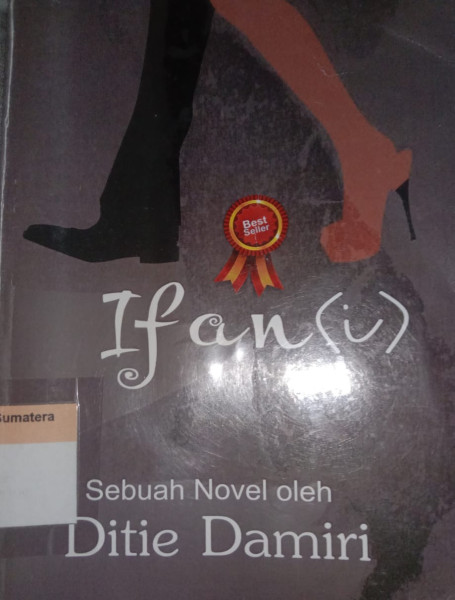 Best
Seller
Ifan(i)
Sumatera
Sebuah Novel oleh
Ditie Damiri